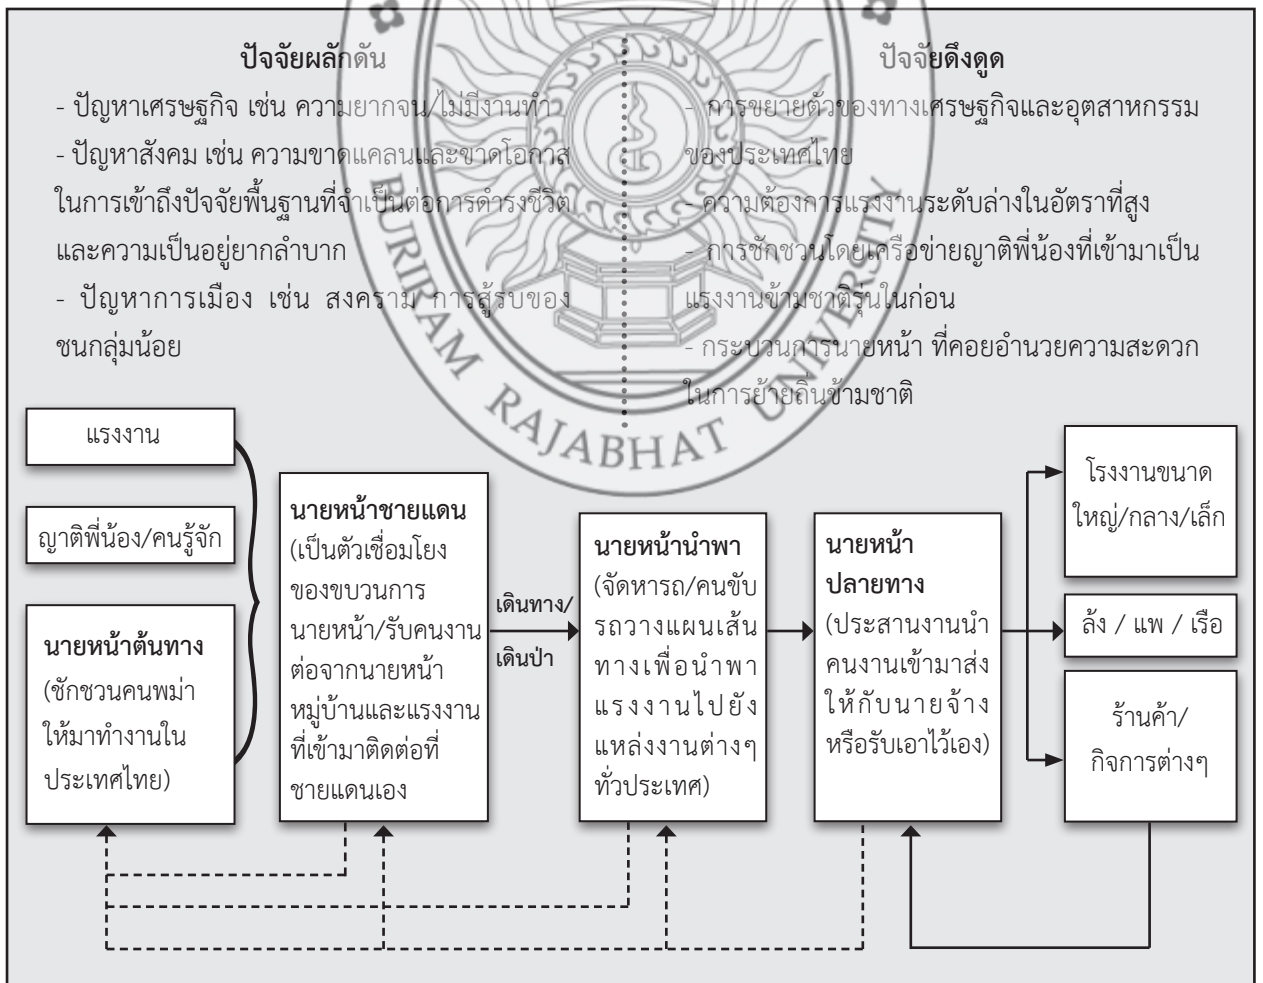 ปัจจัยผลักดัน
- ปัญหาเศรษฐกิจ เช่น ความยากจน/ไม่มีงานทำ
- ปัญหาสังคม เช่น ความขาดแคลนและขาดโอกาส
ในการเข้าถึงปัจจัยพื้นฐานที่จำเป็นต่อการดำรงชีวิต
และความเป็นอยู่ยากลำบาก
- ปัญหาการเมือง เช่น สงคราม การสู้รบของ
ชนกลุ่มน้อย
ปัจจัยดึงดูด
- การขยายตัวของทางเศรษฐกิจและอุตสาหกรรม
ของประเทศไทย
- ความต้องการแรงงานระดับล่างในอัตราที่สูง
- การชักชวนโดยเครือข่ายญาติพี่น้องที่เข้ามาเป็น
แรงงานข้ามชาติรุ่นในก่อน
- กระบวนการนายหน้า ที่คอยอำนวยความสะดวก
ในการย้ายถิ่นข้ามชาติ
BURIRAM RAJABHAT UNIVERSITY
แรงงาน
ญาติพี่น้อง/คนรู้จัก
นายหน้าต้นทาง
(ชักชวนคนพม่า
ให้มาทำงานใน
ประเทศไทย)
นายหน้าชายแดน
(เป็นตัวเชื่อมโยง
ของขบวนการ
นายหน้า/รับคนงาน
ต่อจากนายหน้า
หมู่บ้านและแรงงาน
ที่เข้ามาติดต่อที่
ชายแดนเอง
เดินทาง/
เดินป่า
นายหน้านำพา
(จัดหารถ/คนขับ
รถวางแผนเส้น
ทางเพื่อนำพา
แรงงานไปยัง
แหล่งงานต่างๆ
ทั่วประเทศ)
นายหน้า
ปลายทาง
(ประสานงานนำ
คนงานเข้ามาส่ง
ให้กับนายจ้าง
หรือรับเอาไว้เอง)
โรงงานขนาด
ใหญ่/กลาง/เล็ก
ล้ง / แพ / เรือ
ร้านค้า/
กิจการต่างๆ